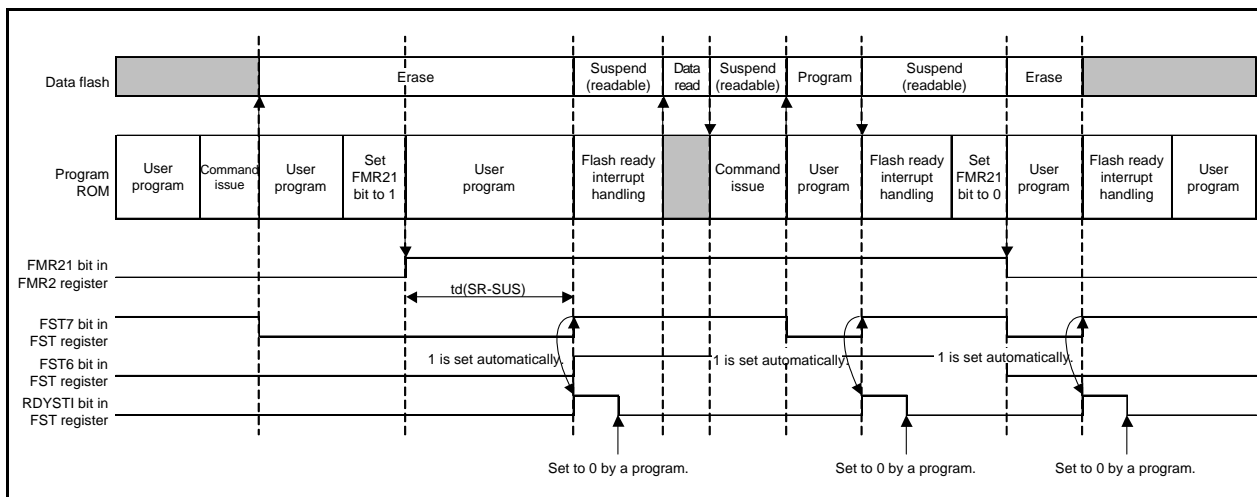 Data flash
Erase
Suspend
(readable)
Data
read
Suspend
(readable)
Program
Suspend
(readable)
Erase
Program
ROM
User
program
Command
issue
User
program
Set
FMR21
bit to 1
User
program
Flash ready
interrupt
handling
Command
issue
User
program
Flash ready
interrupt
handling
Set
FMR21
bit to 0
User
program
Flash ready
interrupt
handling
User
program
FMR21 bit in
FMR2 register
td(SR-SUS)
FST7 bit in
FST register
1 is set automatically.
1 is set automatically.
1 is set automatically.
FST6 bit in
FST register
RDYSTI bit in
FST register
Set to 0 by a program.
Set to 0 by a program.
Set to 0 by a program.